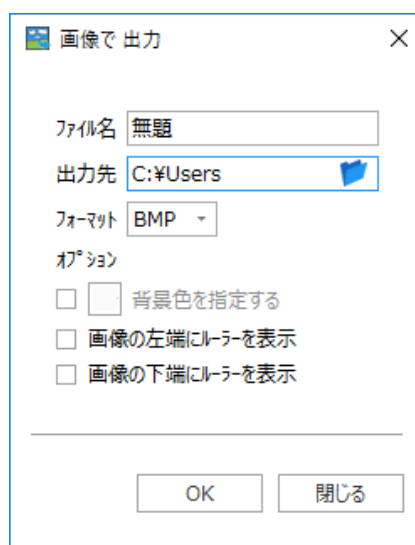 画像で 出力
ﾌｧｲﾙ名 無題
出力先 C:¥Users
ﾌｫｰﾏｯﾄ BMP
ｵﾌﾟｼｮﾝ
背景色を指定する
画像の左端にﾙｰﾗｰを表示
画像の下端にﾙｰﾗｰを表示
OK 閉じる